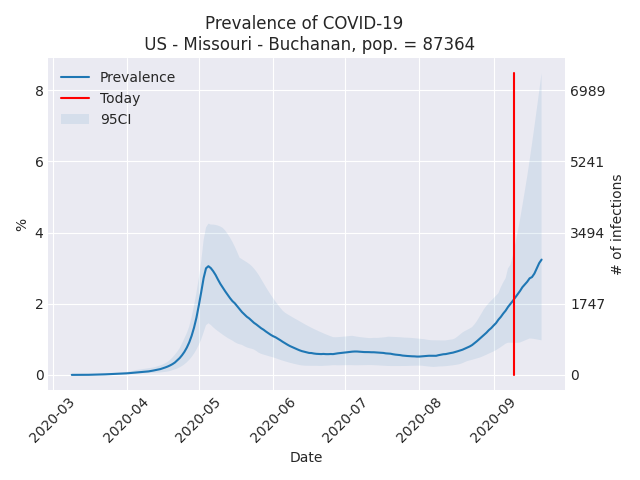 Prevalence of COVID-19
US - Missouri - Buchanan, pop. = 87364
Prevalence
Today
95CI
8
6
4
2
0
%
6989
5241
3494
1747
0
# of infections
2020-03
2020-04
2020-05
2020-06
2020-07
2020-08
2020-09
Date